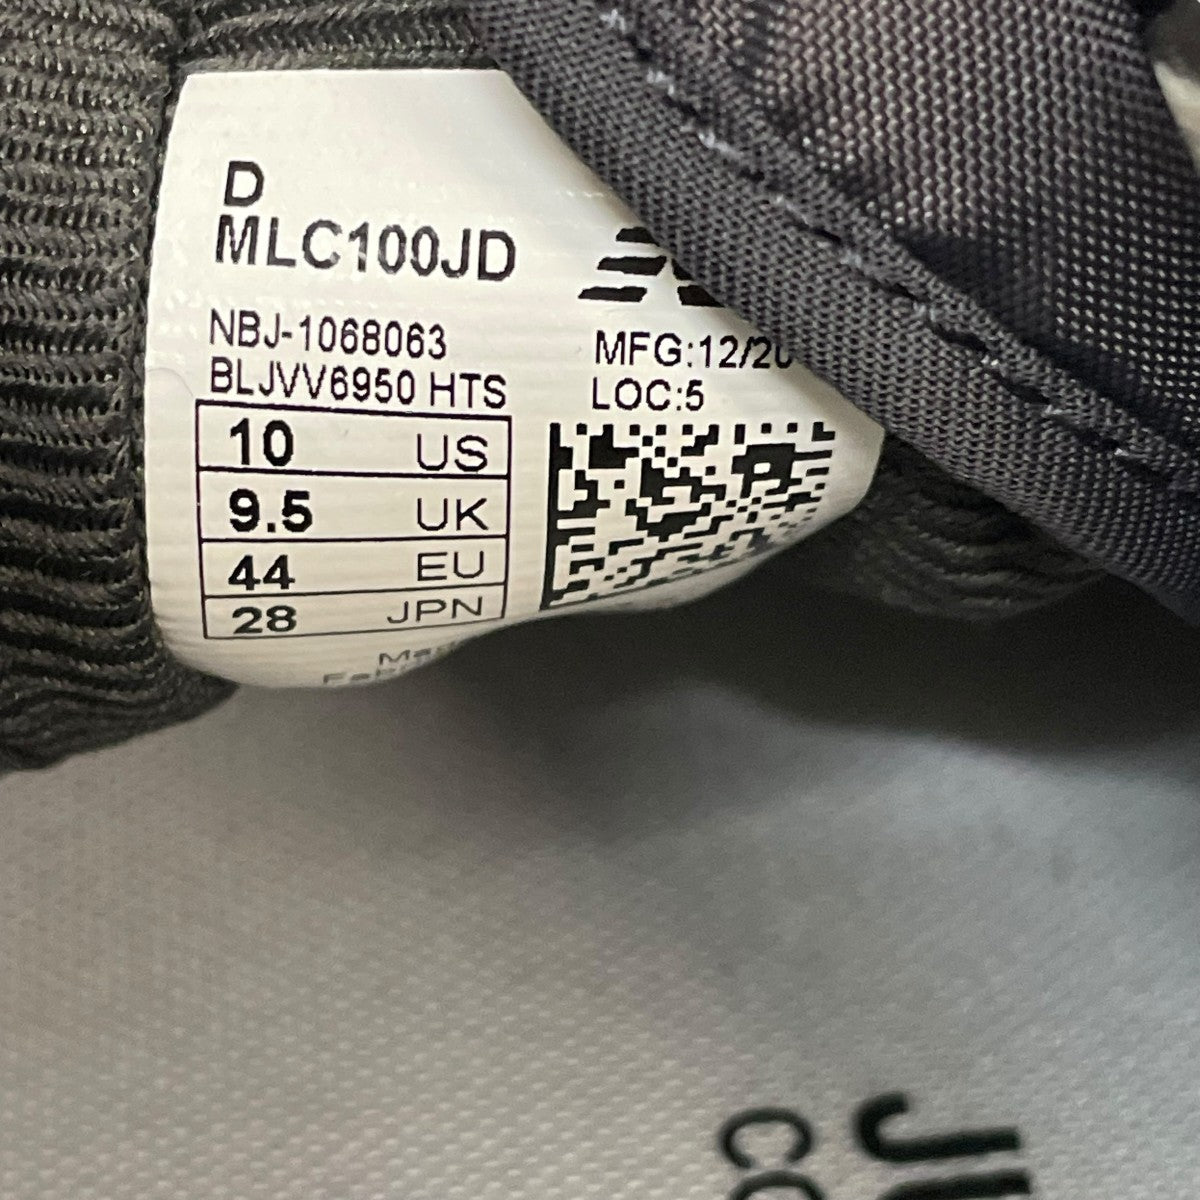 D
MLC100JD
NBJ-1068063
BLJVV6950 HTS
MFG:12/20
LOC:5
10 US
9.5 UK
44 EU
28 JPN